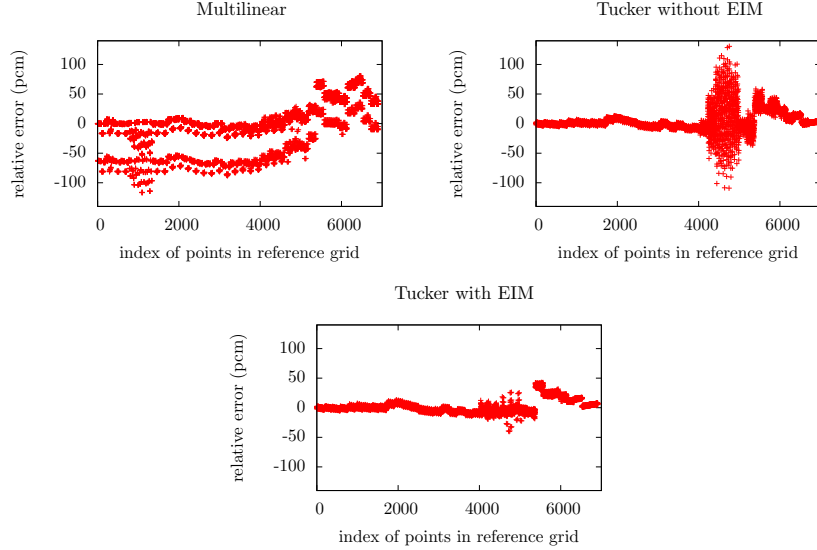 Multilinear
relative error (pcm)
100
50
0
-50
-100
0 2000 4000 6000
index of points in reference grid
Tucker without EIM
relative error (pcm)
100
50
0
-50
-100
0 2000 4000 6000
index of points in reference grid
Tucker with EIM
relative error (pcm)
100
50
0
-50
-100
0 2000 4000 6000
index of points in reference grid